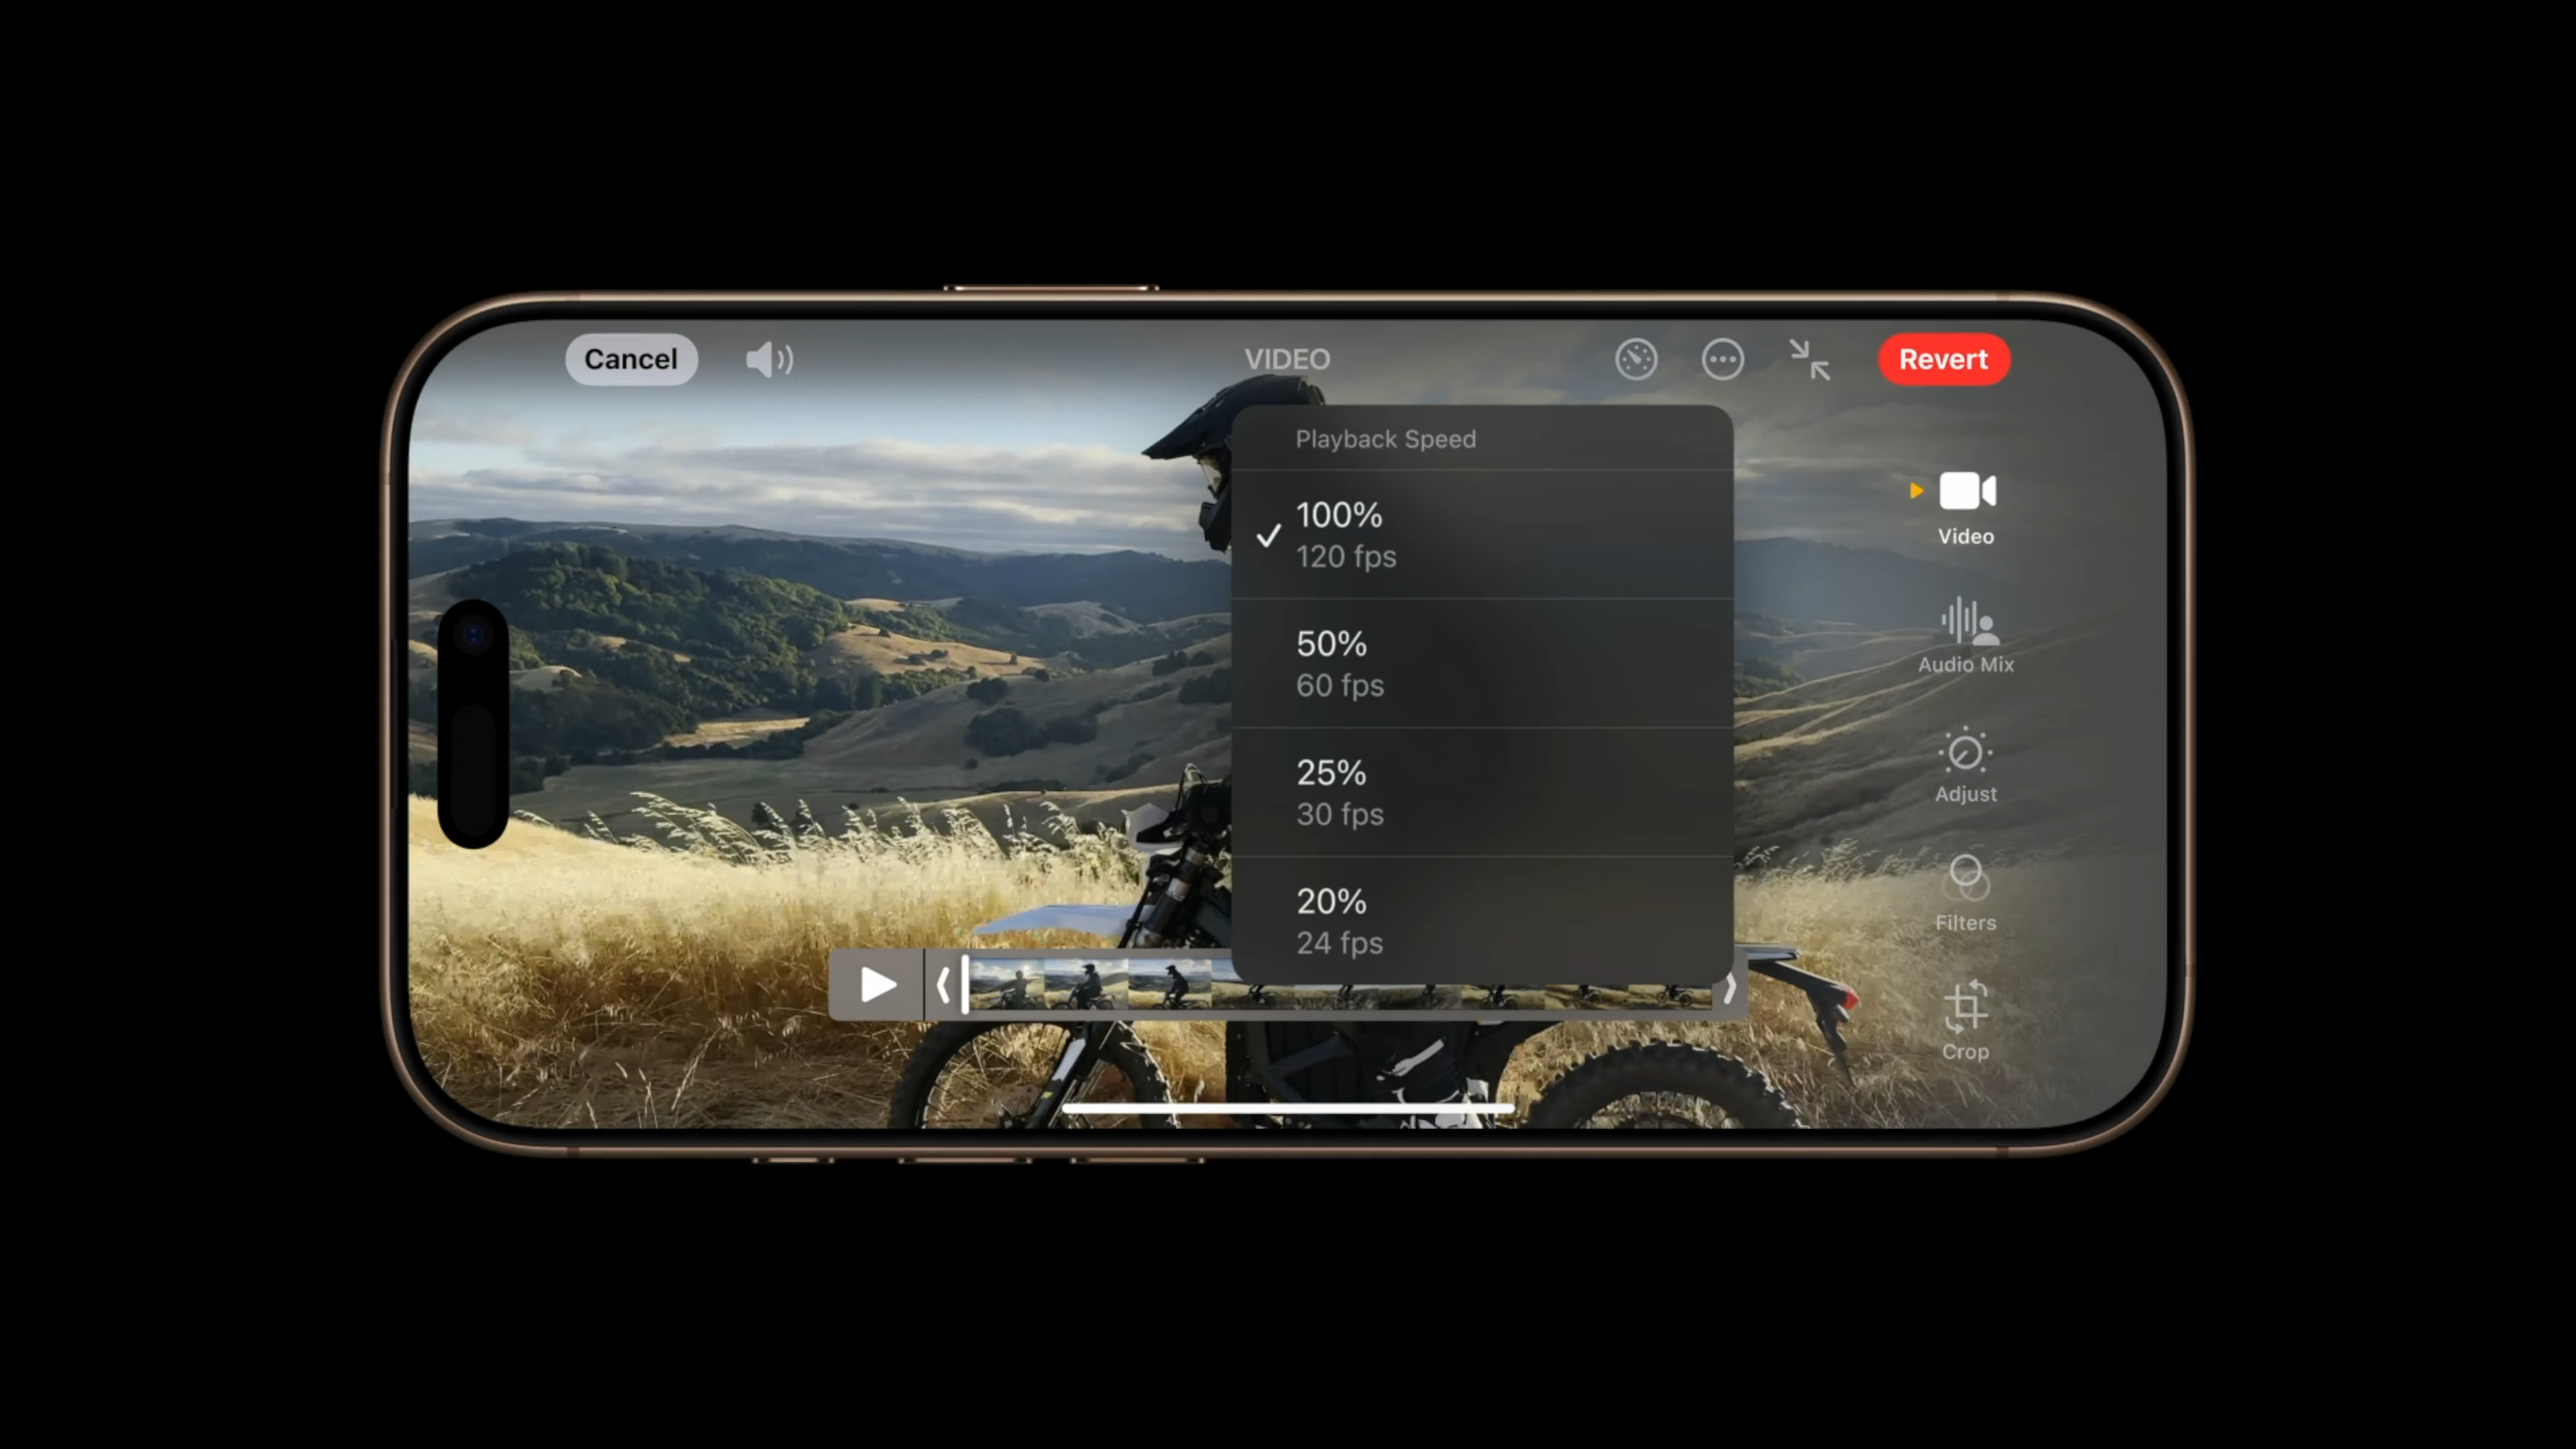 Cancel
VIDEO
Revert
Playback Speed
100%
120 fps
50%
60 fps
25%
30 fps
20%
24 fps
Video
Audio Mix
Adjust
Filters
Crop